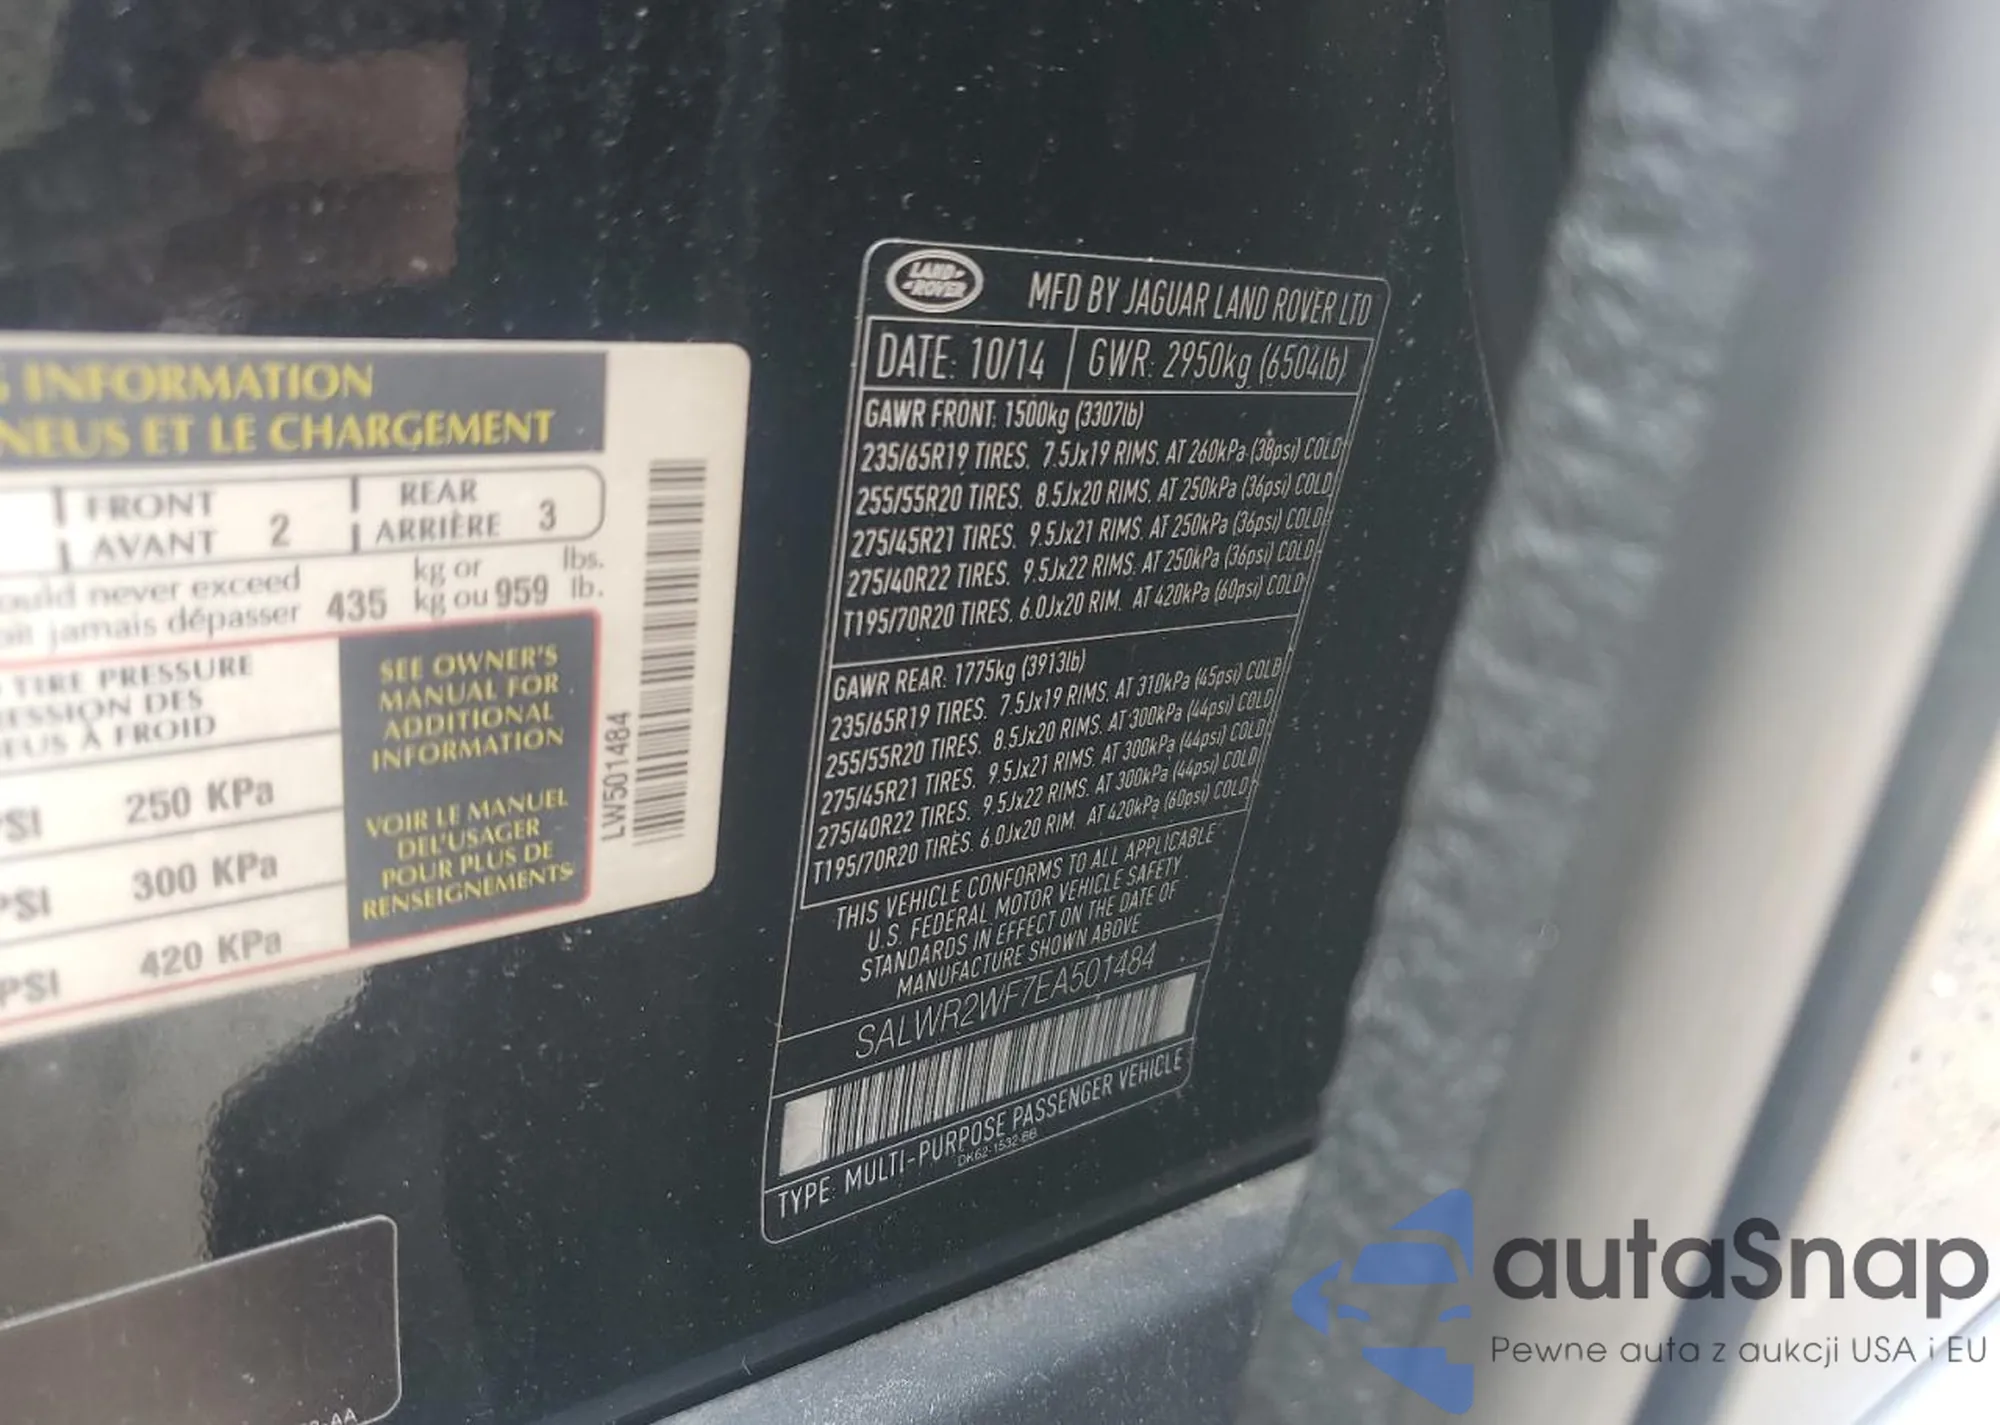 INFORMATION
NEUS ET LE CHARGEMENT
FRONT
AVANT 2
REAR
ARRIÈRE 3
never exceed
jamais dépasser 435 kg or
kg ou 959 lbs.
lb.
TIRE PRESSURE
DES
À FROID
250 KPa
PSI 300 KPa
PSI 420 KPa
SEE OWNER'S
MANUAL FOR
ADDITIONAL
INFORMATION
VOIR LE MANUEL
DEL'USAGER
POUR PLUS DE
RENSEIGNEMENTS
LW501484
LAND-
-ROVER
MFD BY JAGUAR LAND ROVER LTD
DATE: 10/14 GWR: 2950kg (6504lb)
GAWR FRONT: 1500kg (3307lb)
235/65R19 TIRES. 7.5Jx19 RIMS. AT 260kPa (38psi) COLD
255/55R20 TIRES. 8.5Jx20 RIMS. AT 250kPa (36psi) COLD
275/45R21 TIRES. 9.5Jx21 RIMS. AT 250kPa (36psi) COLD
275/40R22 TIRES. 9.5Jx22 RIMS. AT 250kPa (36psi) COLD
T195/70R20 TIRES. 6.0Jx20 RIM. AT 420kPa (60psi) COLD
GAWR REAR: 1775kg (3913lb)
235/65R19 TIRES. 7.5Jx19 RIMS. AT 310kPa (45psi) COLD
255/55R20 TIRES. 8.5Jx20 RIMS. AT 300kPa (44psi) COLD
275/45R21 TIRES. 9.5Jx21 RIMS. AT 300kPa (44psi) COLD
275/40R22 TIRES. 9.5Jx22 RIMS. AT 300kPa (44psi) COLD
T195/70R20 TIRES. 6.0Jx20 RIM. AT 420kPa (60psi) COLD
THIS VEHICLE CONFORMS TO ALL APPLICABLE
U.S. FEDERAL MOTOR VEHICLE SAFETY
STANDARDS IN EFFECT ON THE DATE OF
MANUFACTURE SHOWN ABOVE
SALWR2WF7EA501484
TYPE: MULTI-PURPOSE PASSENGER VEHICLE
DK62-1532-BB
autaSnap
Pewne auta z aukcji USA i EU